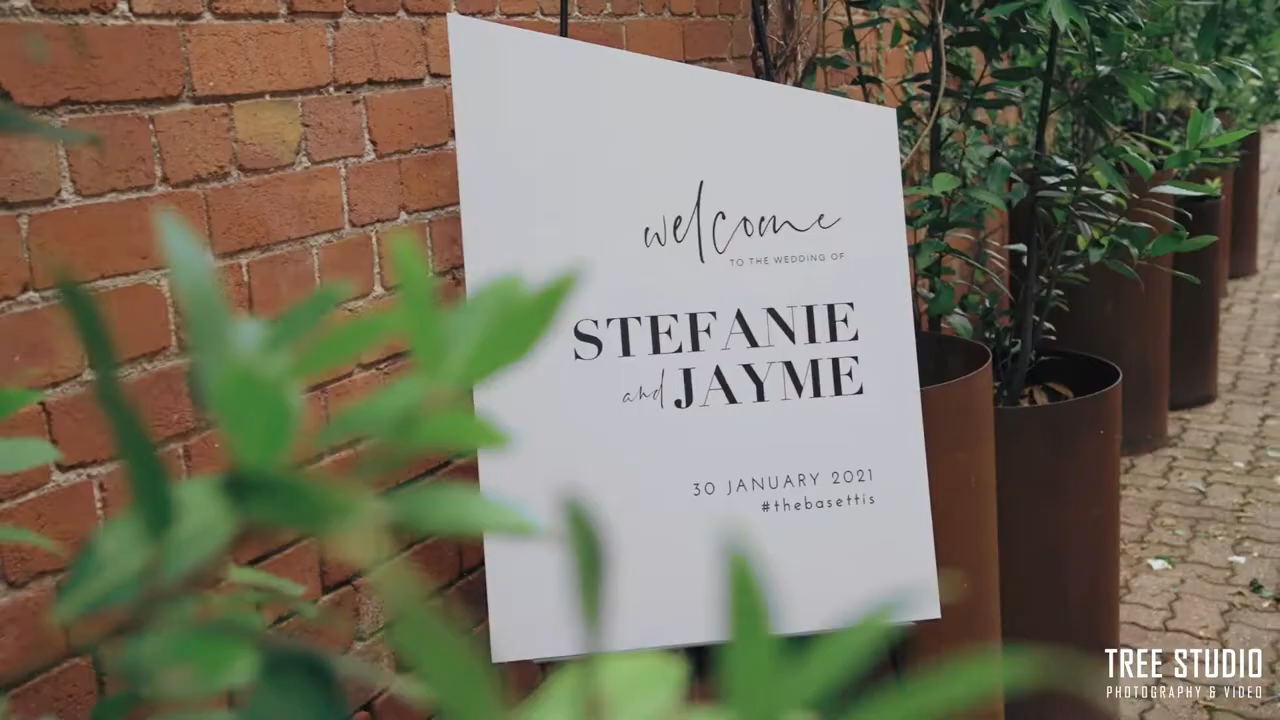 welcome
TO THE WEDDING OF
STEFANIE
and JAYME
30 JANUARY 2021
#thebasettis
TREE STUDIO
PHOTOGRAPHY & VIDEO